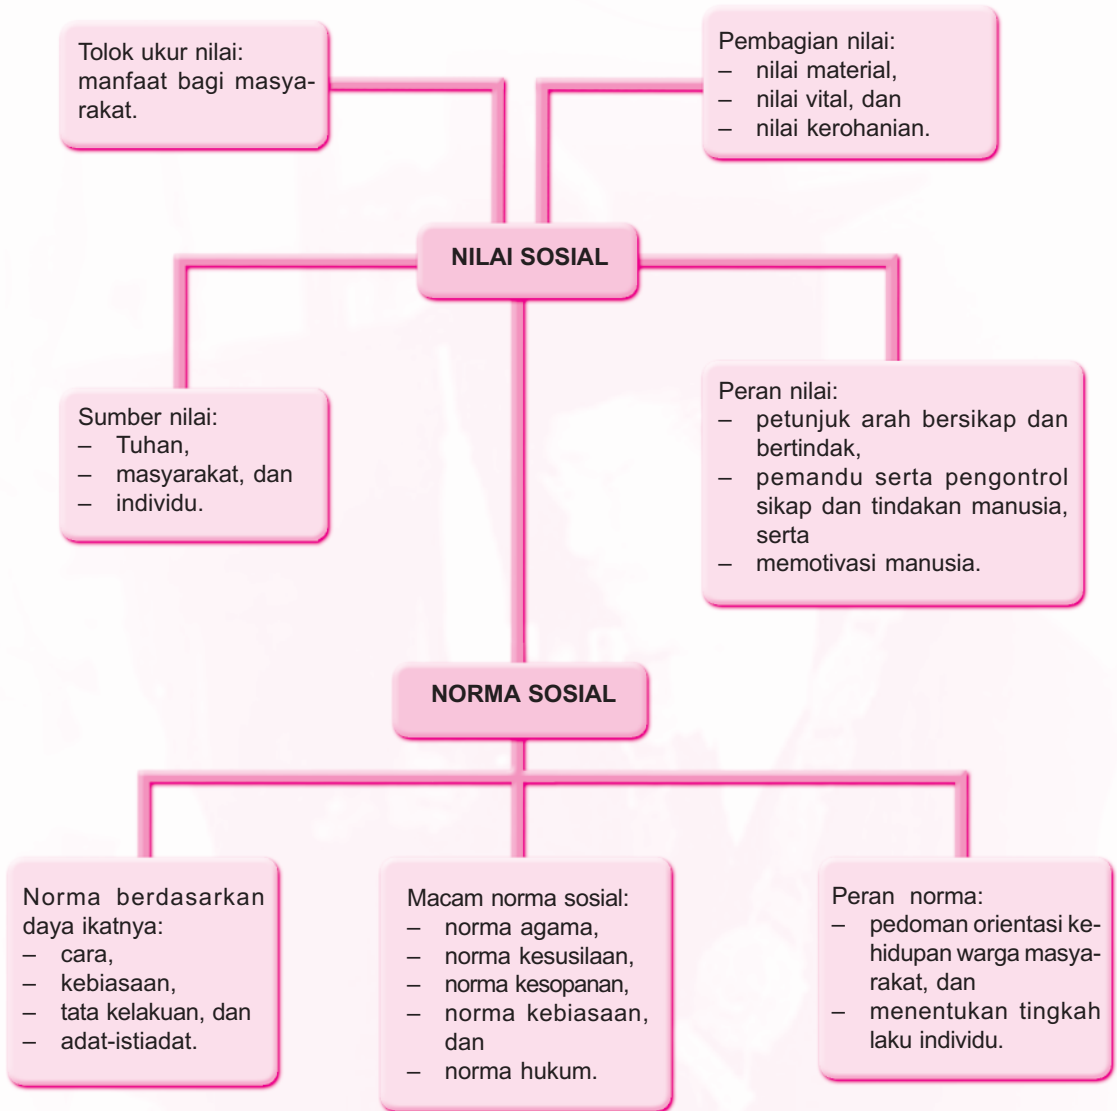 Tolok ukur nilai:
manfaat bagi masya-
rakat.
Pembagian nilai:
– nilai material,
– nilai vital, dan
– nilai kerohanian.
NILAI SOSIAL
Sumber nilai:
– Tuhan,
– masyarakat, dan
– individu.
Peran nilai:
– petunjuk arah bersikap dan
bertindak,
– pemandu serta pengontrol
sikap dan tindakan manusia,
serta
– memotivasi manusia.
NORMA SOSIAL
Norma berdasarkan
daya ikatnya:
– cara,
– kebiasaan,
– tata kelakuan, dan
– adat-istiadat.
Macam norma sosial:
– norma agama,
– norma kesusilaan,
– norma kesopanan,
– norma kebiasaan,
dan
– norma hukum.
Peran norma:
– pedoman orientasi ke-
hidupan warga masya-
rakat, dan
– menentukan tingkah
laku individu.